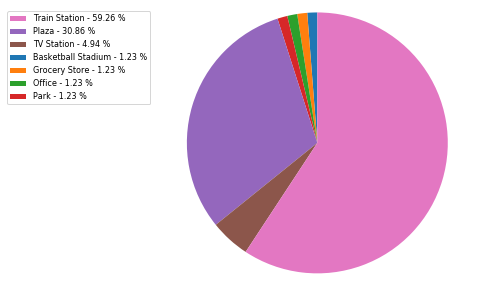 Train Station - 59.26 %
Plaza - 30.86 %
TV Station - 4.94 %
Basketball Stadium - 1.23 %
Grocery Store - 1.23 %
Office - 1.23 %
Park - 1.23 %